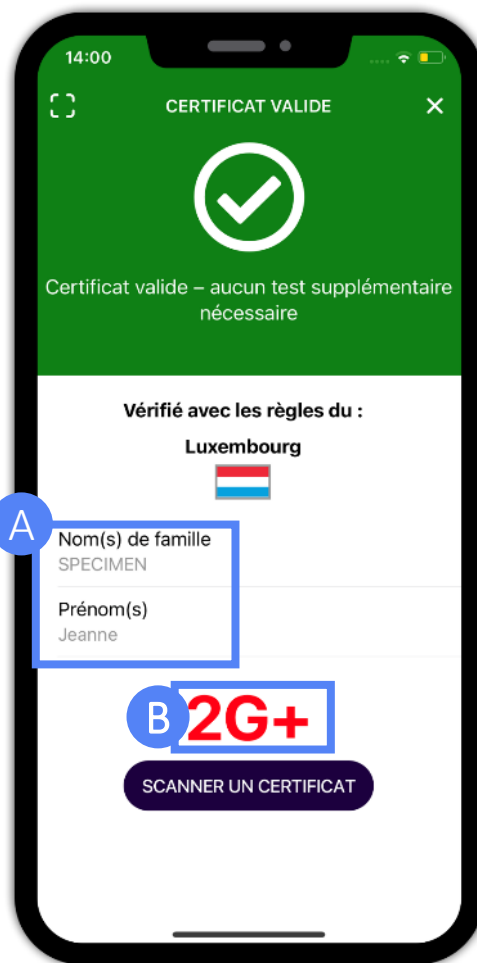 14:00
CERTIFICAT VALIDE
Certificat valide – aucun test supplémentaire
nécessaire
Vérifié avec les règles du :
Luxembourg
A
Nom(s) de famille
SPECIMEN
Prénom(s)
Jeanne
B
2G+
SCANNER UN CERTIFICAT